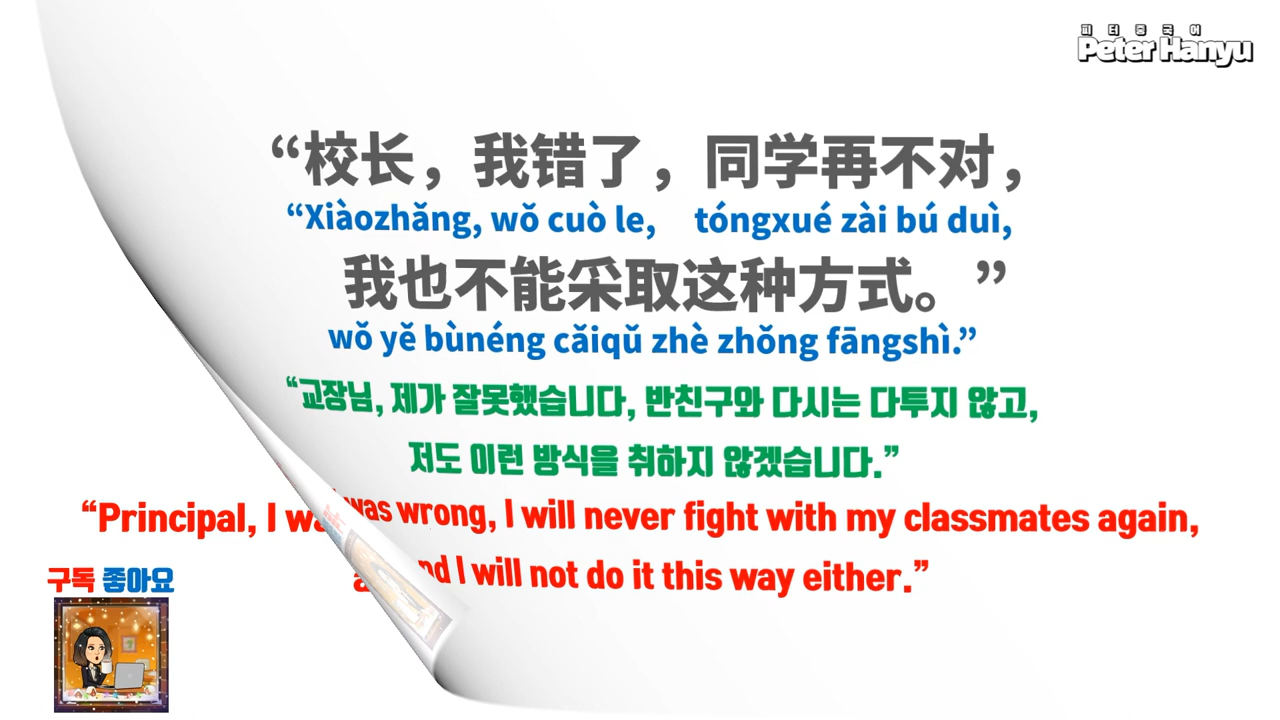 피터중국어
Peter Hanyu
“校长，我错了，同学再不对，
“Xiàozhǎng, wǒ cuò le, tóngxué zài bú duì,
我也不能采取这种方式。”
wǒ yě bùnéng cǎiqǔ zhè zhǒng fāngshì.”
“교장님, 제가 잘못했습니다, 반친구와 다시는 다투지 않고,
저도 이런 방식을 취하지 않겠습니다.”
“Principal, I wa was wrong, I will never fight with my classmates again,
a nd I will not do it this way either.”
구독 좋아요